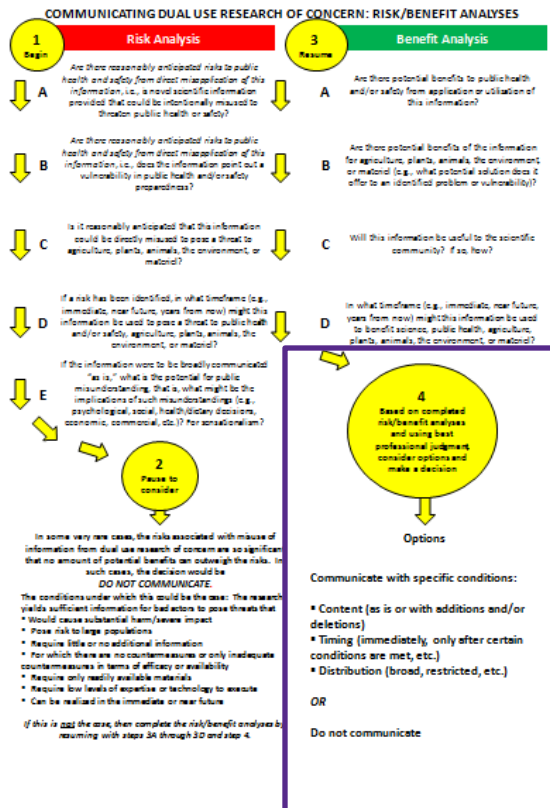 COMMUNICATING DUAL USE RESEARCH OF CONCERN: RISK/BENEFIT ANALYSES
1
Begin
Risk Analysis
A
Are there reasonably anticipated risks to public
health and safety from direct misapplication of this
information, i.e., is novel scientific information
provided that could be intentionally misused to
threaten public health or safety?
B
Are there reasonably anticipated risks to public
health and safety from direct misapplication of this
information, i.e., does the information point out a
vulnerability in public health and/or safety
preparedness?
C
Is it reasonably anticipated that this information
could be directly misused to pose a threat to
agriculture, plants, animals, the environment, or
materiel?
D
If a risk has been identified, in what timeframe (e.g.,
immediate, near future, years from now) might this
information be used to pose a threat to public health
and/or safety, agriculture, plants, animals, the
environment, or materiel?
E
If the information were to be broadly communicated
"as is," what is the potential for public
misunderstanding, that is, what might be the
implications of such misunderstandings (e.g.,
psychological, social, health/dietary decisions,
economic, commercial, etc.)? For sensationalism?
2
Pause to
consider
In some very rare cases, the risks associated with misuse of
information from dual use research of concern are so significant
that no amount of potential benefits can outweigh the risks. In
such cases, the decision would be
DO NOT COMMUNICATE.
The conditions under which this could be the case: The research
yields sufficient information for bad actors to pose threats that
* Would cause substantial harm/severe impact
* Pose risk to large populations
* Require little or no additional information
* For which there are no countermeasures or only inadequate
countermeasures in terms of efficacy or availability
* Require only readily available materials
* Require low levels of expertise or technology to execute
* Can be realized in the immediate or near future
If this is not the case, then complete the risk/benefit analyses by
resuming with steps 3A through 3D and step 4.
3
Resume
Benefit Analysis
A
Are there potential benefits to public health
and/or safety from application or utilization of
this information?
B
Are there potential benefits of the information
for agriculture, plants, animals, the environment,
or materiel (e.g., what potential solution does it
offer to an identified problem or vulnerability)?
C
Will this information be useful to the scientific
community? If so, how?
D
In what timeframe (e.g., immediate, near future,
years from now) might this information be used
to benefit science, public health, agriculture,
plants, animals, the environment, or materiel?
4
Based on completed
risk/benefit analyses
and using best
professional judgment,
consider options and
make a decision
Options
Communicate with specific conditions:
▪ Content (as is or with additions and/or
deletions)
▪ Timing (immediately, only after certain
conditions are met, etc.)
▪ Distribution (broad, restricted, etc.)
OR
Do not communicate